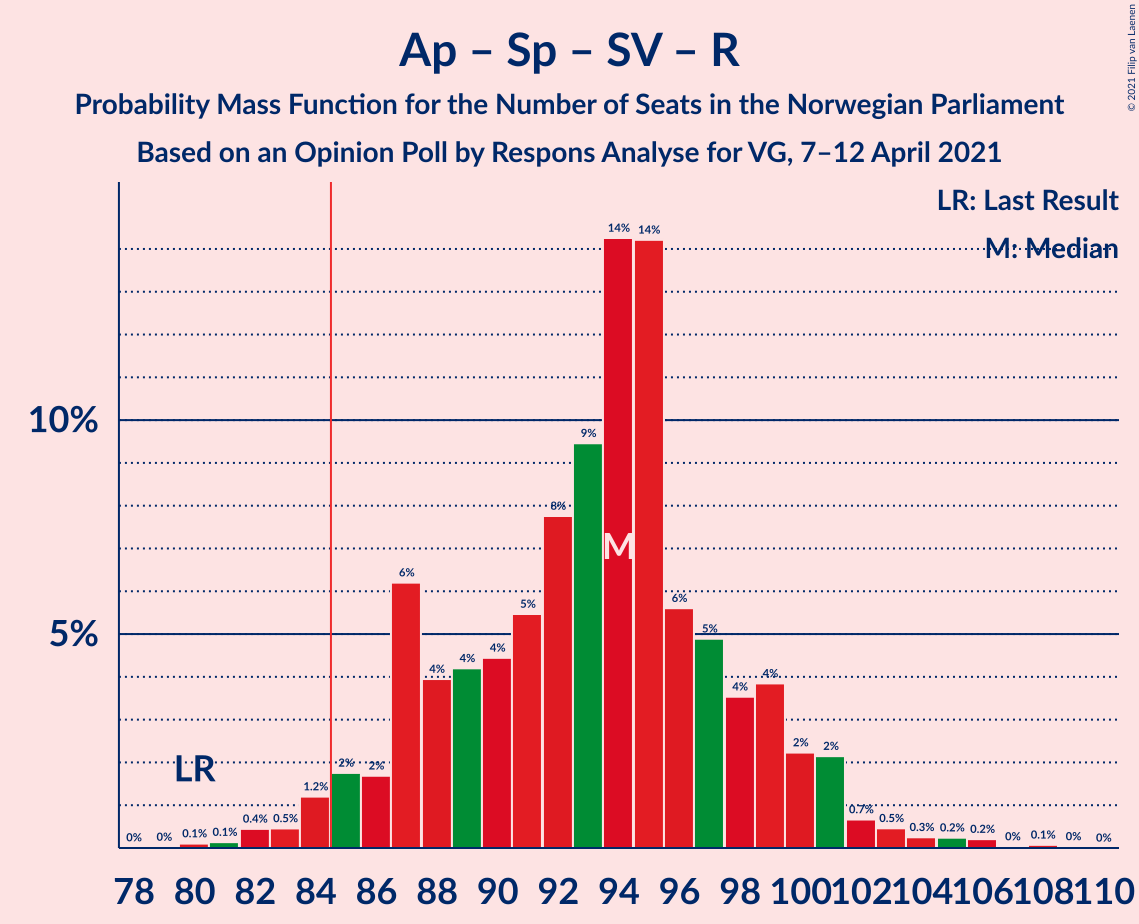 Ap – Sp – SV – R
Probability Mass Function for the Number of Seats in the Norwegian Parliament
Based on an Opinion Poll by Respons Analyse for VG, 7–12 April 2021
© 2021 Filip van Laenen
LR: Last Result
M: Median
14% 14%
10%
9%
8%
M
6%
6%
5%
5%
5%
4% 4% 4%
4% 4%
LR
2% 2%
2% 2%
1.2%
0% 0% 0.1% 0.1% 0.4% 0.5%
0.7% 0.5% 0.3% 0.2% 0.2% 0% 0.1% 0% 0%
78 80 82 84 86 88 90 92 94 96 98 100 102 104 106 108 110